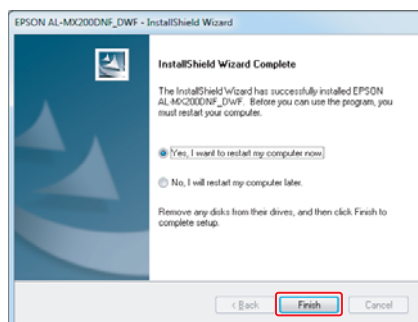 EPSON AL-MX200DNF_DWF - InstallShield Wizard
InstallShield Wizard Complete
The InstallShield Wizard has successfully installed EPSON
AL-MX200DNF_DWF. Before you can use the program, you
must restart your computer.
Yes, I want to restart my computer now.
No, I will restart my computer later.
Remove any disks from their drives, and then click Finish to
complete setup.
< Back Finish Cancel